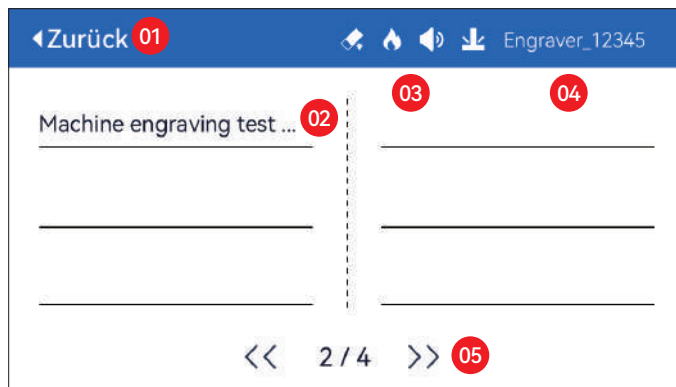 Zurück 01 Engraver_12345
03 04
Machine engraving test ... 02
<< 2 / 4 >> 05